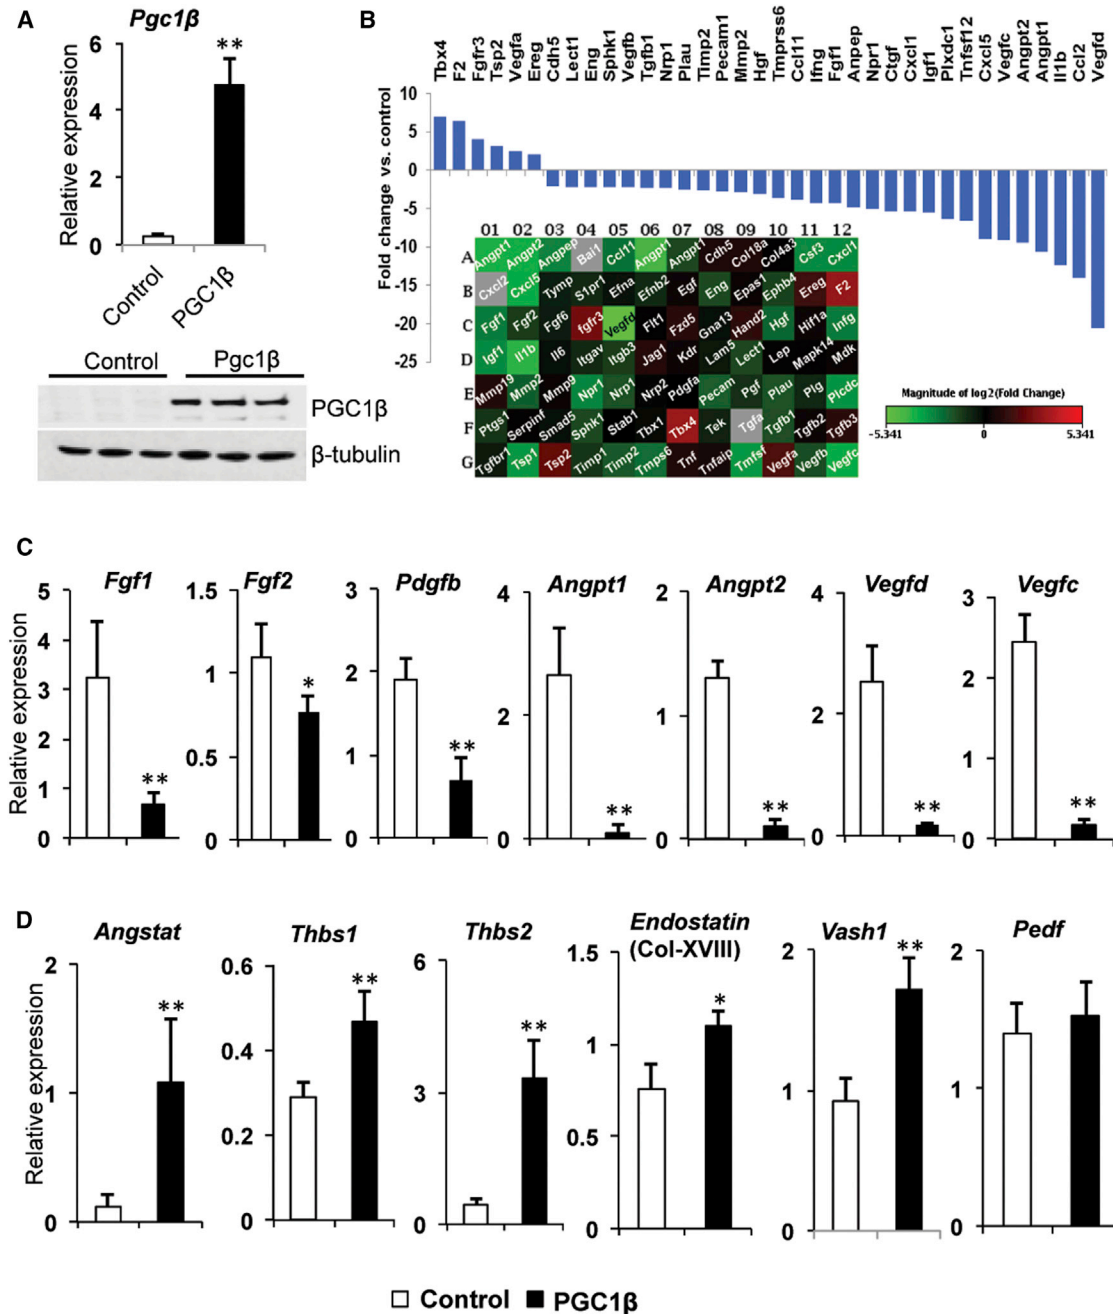 A
Pgc1β
Relative expression
6
4
2
0
**
Control
PGC1β
Control Pgc1β
PGC1β
β-tubulin
B
Tbx4 F2 Fgfr3 Tsp2 Vegfa Ereg Cdh5 Lect1 Eng Sphk1 Vegfb Tgfb1 Nrp1 Plau Timp2 Pecam1 Mmp2 Hgf Tmprss6 Ccl11 Ifng Fgf1 Anpep Npr1 Ctgf Cxcl1 Igf1 Plxdc1 Tnfsf12 Cxcl5 Vegfc Angpt2 Angpt1 Il1b Ccl2 Vegfd
Fold change vs. control
10
5
0
-5
-10
-15
-20
-25
01 02 03 04 05 06 07 08 09 10 11 12
A Angpt1 Angpt2 Angpep Bai1 Ccl11 Angpt1 Angpt1 Cdh5 Col18a Col4a3 Csf3 Cxcl1
B Cxcl2 Cxcl5 Tymp S1pr1 Efna Efnb2 Egf Eng Epas1 Ephb4 Ereg F2
C Fgf1 Fgf2 Fgf6 fgfr3 Vegfd Flt1 Fzd5 Gna13 Hand2 Hgf Hif1a Infg
D Igf1 Il1b Il6 Itgav Itgb3 Jag1 Kdr Lam5 Lect1 Lep Mapk14 Mdk
E Mmp19 Mmp2 Mmp9 Npr1 Nrp1 Nrp2 Pdgfa Pecam Pgf Plau Plg Plcdc
F Ptgs1 Serpinf Smad5 Sphk1 Stab1 Tbx1 Tbx4 Tek Tgfa Tgfb1 Tgfb2 Tgfb3
G Tgfbr1 Tsp1 Tsp2 Timp1 Timp2 Tmps6 Tnf Tnfaip Tmfsf Vegfa Vegfb Vegfc
Magnitude of log2(Fold Change)
-5.341 0 5.341
C
Fgf1 Fgf2 Pdgfb Angpt1 Angpt2 Vegfd Vegfc
Relative expression
5
4
3
2
1
0
**
1.5
1
0.5
0
*
3
2
1
0
**
4
2
0
**
2
1
0
**
4
2
0
**
3
2
1
0
**
D
Angstat Thbs1 Thbs2 Endostatin Vash1 Pedf
(Col-XVIII)
Relative expression
2
1
0
**
0.6
0.4
0.2
0
**
6
3
0
**
1.5
1
0.5
0
*
2
1
0
**
2
1
0
Control PGC1β